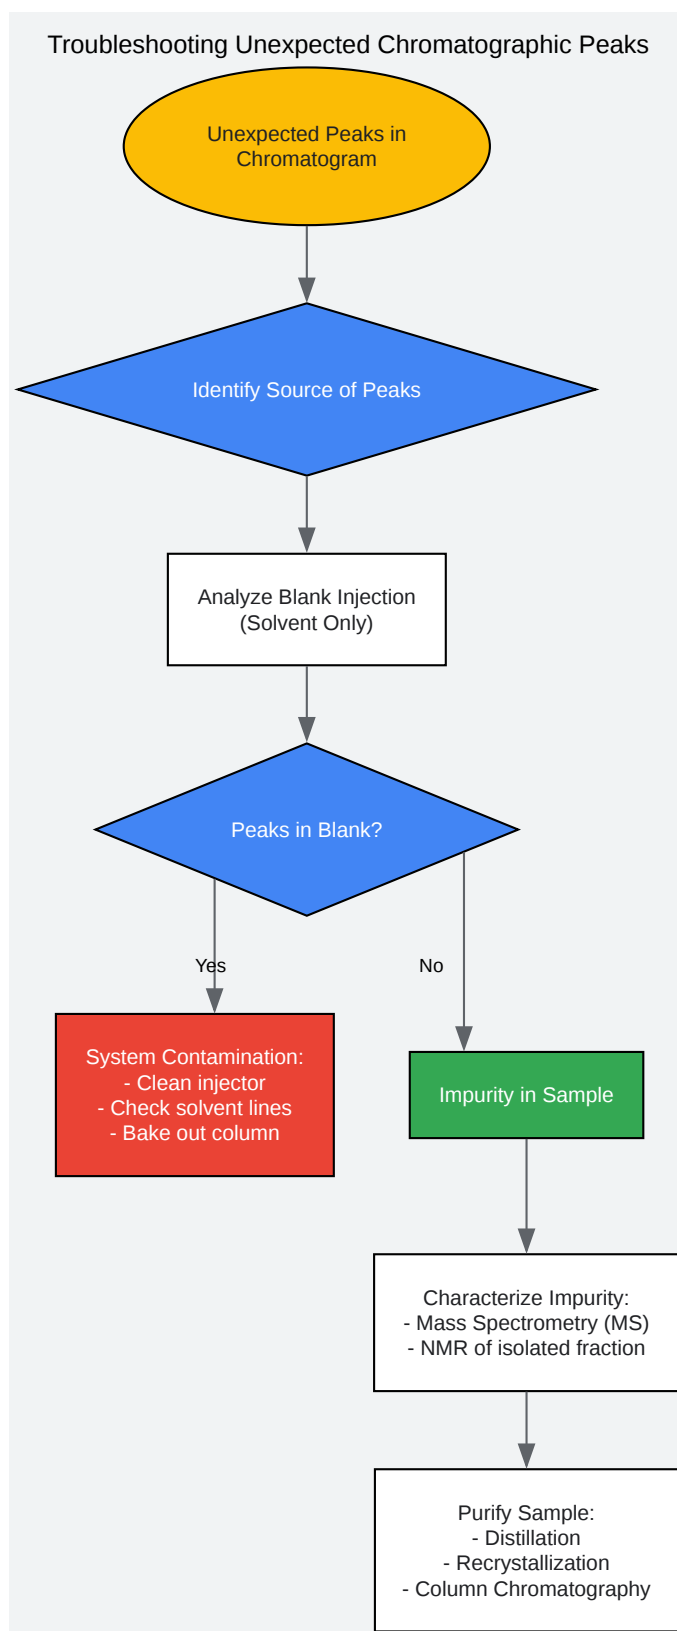 Troubleshooting Unexpected Chromatographic Peaks
Unexpected Peaks in
Chromatogram
Identify Source of Peaks
Analyze Blank Injection
(Solvent Only)
Peaks in Blank?
Yes
No
System Contamination:
- Clean injector
- Check solvent lines
- Bake out column
Impurity in Sample
Characterize Impurity:
- Mass Spectrometry (MS)
- NMR of isolated fraction
Purify Sample:
- Distillation
- Recrystallization
- Column Chromatography